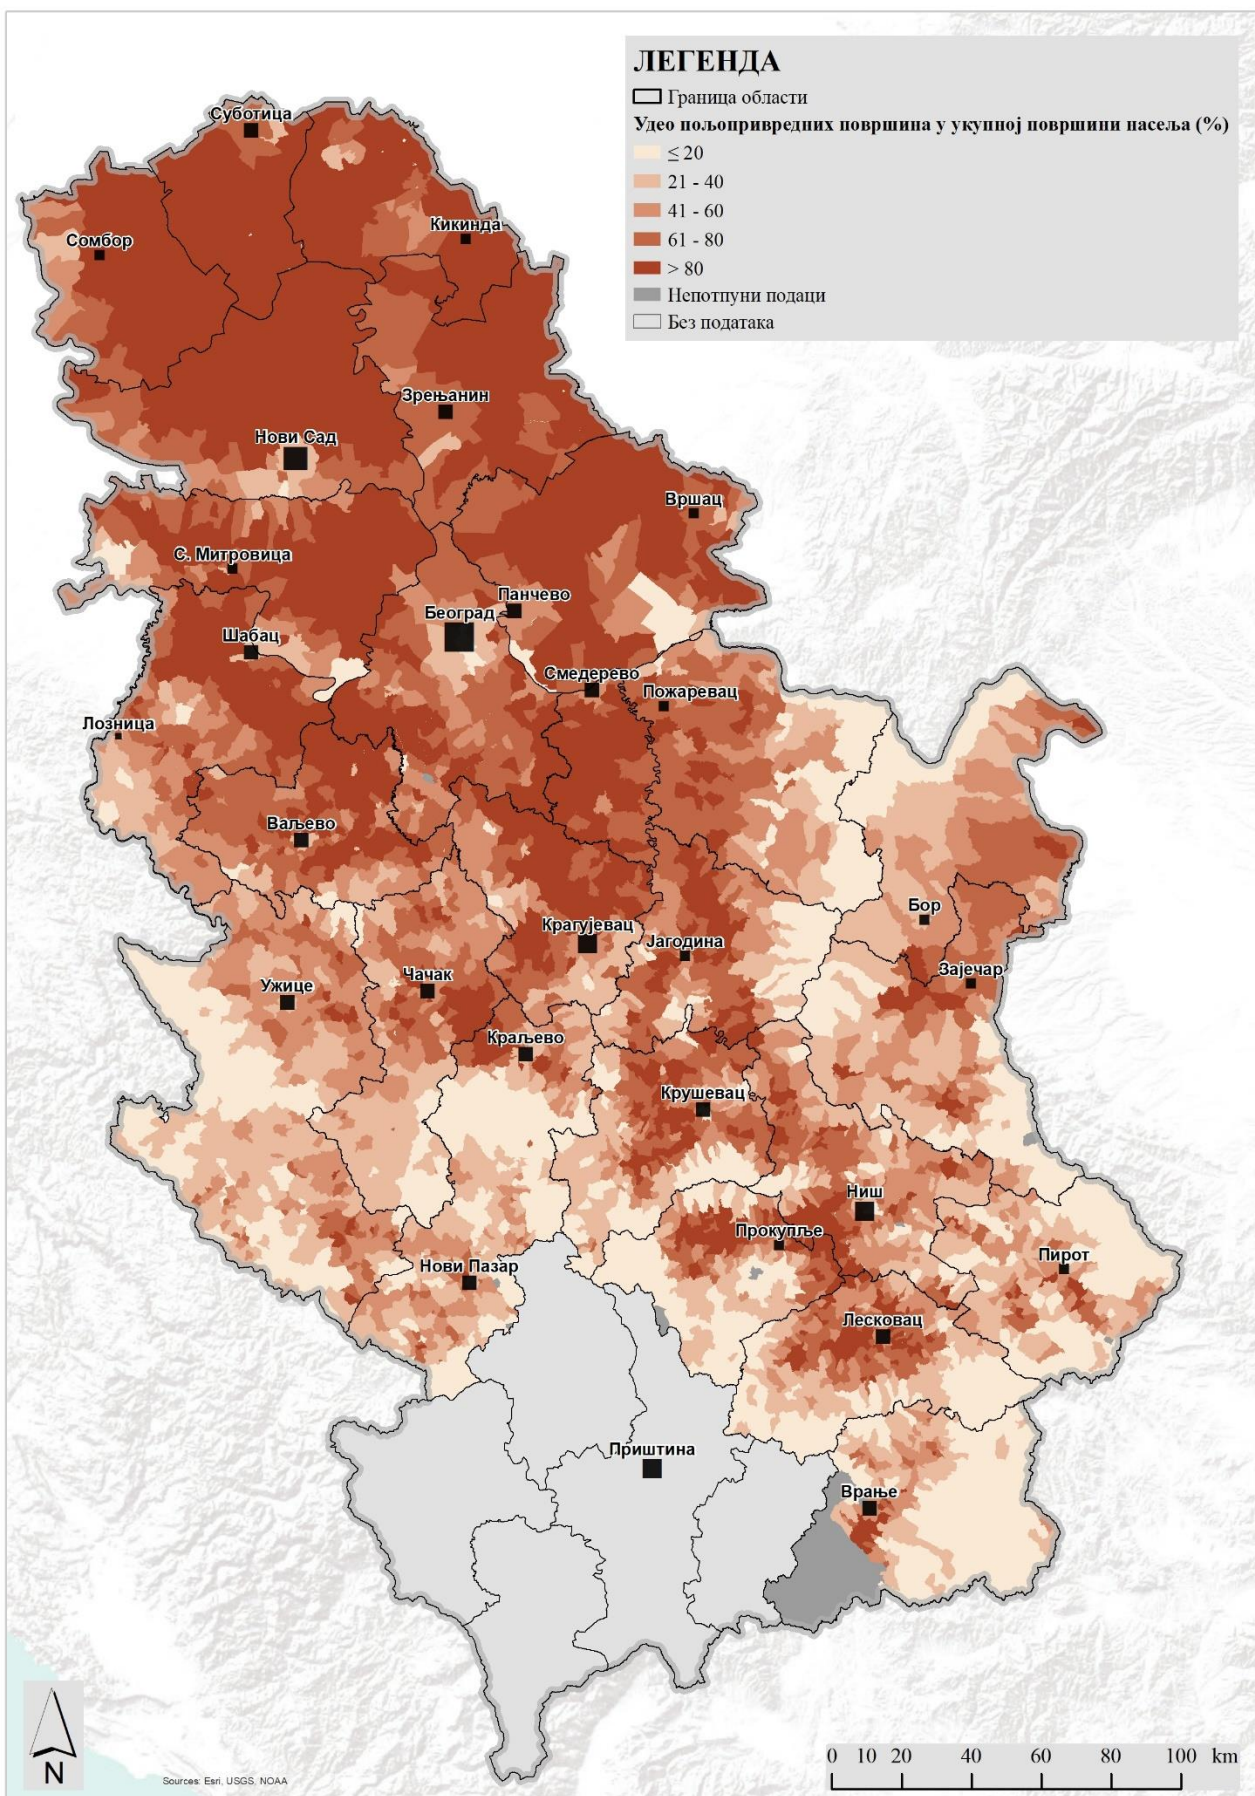 ЛЕГЕНДА
Граница области
Удео пољопривредних површина у укупној површини насеља (%)
≤ 20
21 - 40
41 - 60
61 - 80
> 80
Непотпуни подаци
Без података
Суботица
Кикинда
Сомбор
Зрењанин
Нови Сад
Вршац
С. Митровица
Панчево
Београд
Шабац
Смедерево
Пожаревац
Лозница
Ваљево
Бор
Крагујевац
Јагодина
Зајечар
Чачак
Ужице
Краљево
Крушевац
Ниш
Прокупље
Пирот
Нови Пазар
Лесковац
Приштина
Врање
N
Sources: Esri, USGS, NOAA
0 10 20 40 60 80 100 km